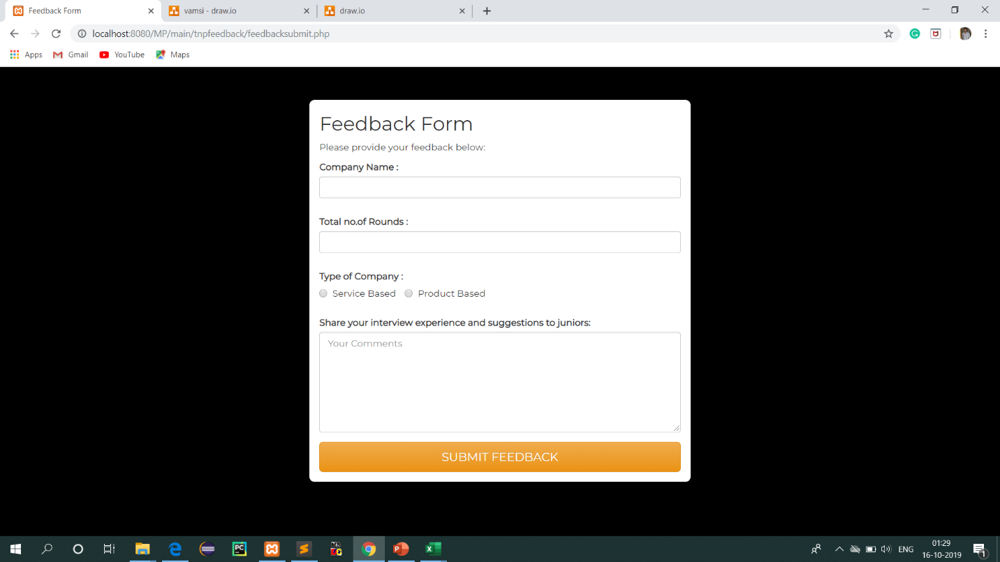 Feedback Form
vamsi - draw.io
draw.io
localhost:8080/MP/main/tnpfeedback/feedbacksubmit.php
Apps
Gmail
YouTube
Maps
Feedback Form
Please provide your feedback below:
Company Name :
Total no.of Rounds :
Type of Company :
Service Based
Product Based
Share your interview experience and suggestions to juniors:
Your Comments
SUBMIT FEEDBACK
ENG
01:29
16-10-2019
1